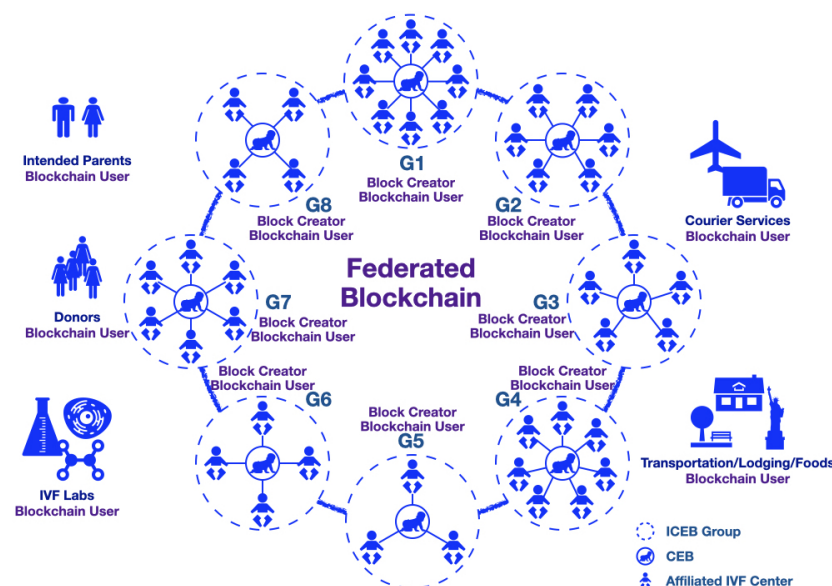 G1
Block Creator
Blockchain User
Intended Parents
Blockchain User
G8
Block Creator
Blockchain User
G2
Block Creator
Blockchain User
Courier Services
Blockchain User
Federated
Blockchain
Donors
Blockchain User
G7
Block Creator
Blockchain User
G3
Block Creator
Blockchain User
Block Creator
Blockchain User
G6
Block Creator
Blockchain User
G5
Block Creator
Blockchain User
G4
IVF Labs
Blockchain User
Transportation/Lodging/Foods
Blockchain User
ICEB Group
CEB
Affiliated IVF Center